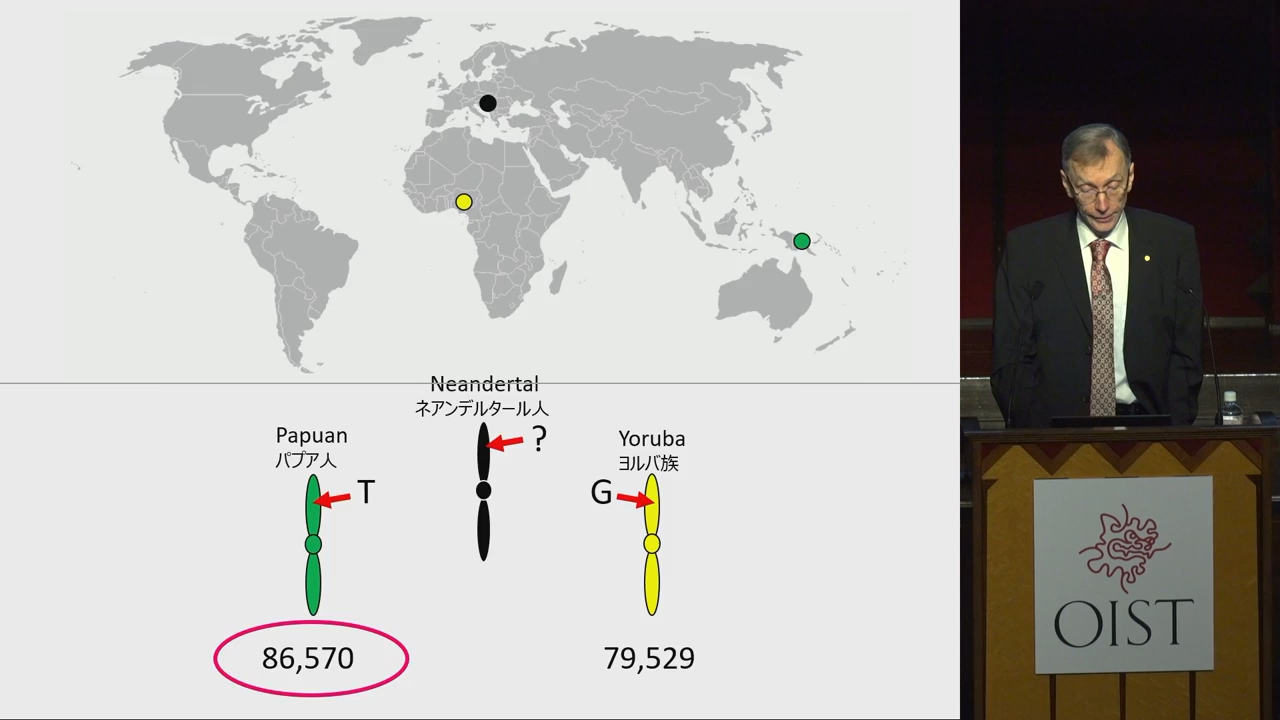 Neandertal
ネアンデルタール人
?
Papuan
パプア人
T
Yoruba
ヨルバ族
G
86,570
79,529
OIST